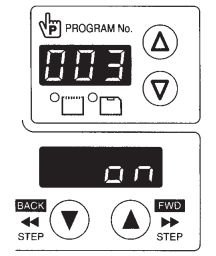 P PROGRAM No.
003
on
BACK FWD
STEP STEP